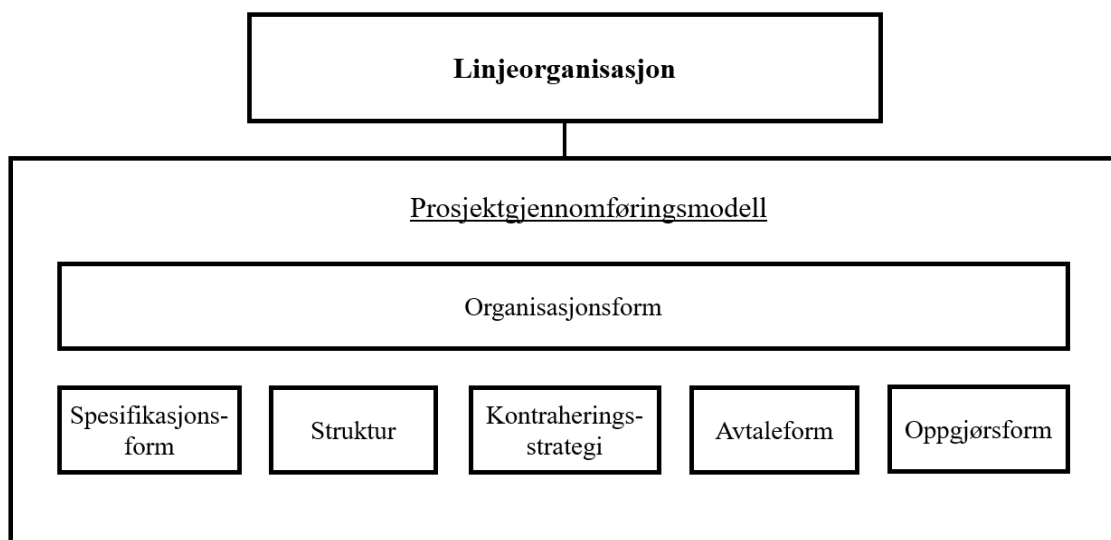 Linjeorganisasjon
Prosjektgjennomføringsmodell
Organisasjonsform
Spesifikasjons-
form
Struktur
Kontraherings-
strategi
Avtaleform
Oppgjørsform